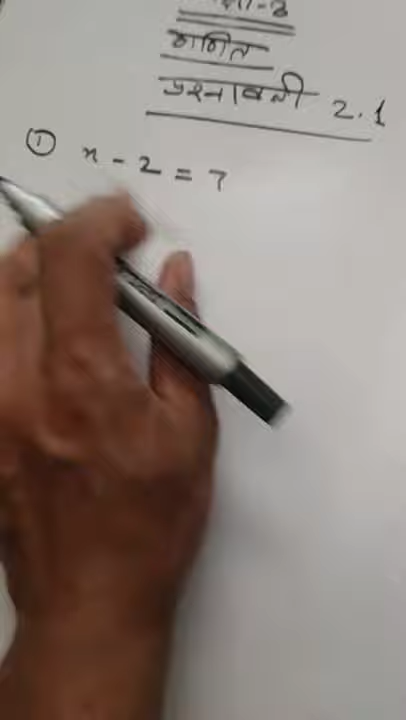 गणित
प्रश्नावली 2.1
① x - 2 = 7